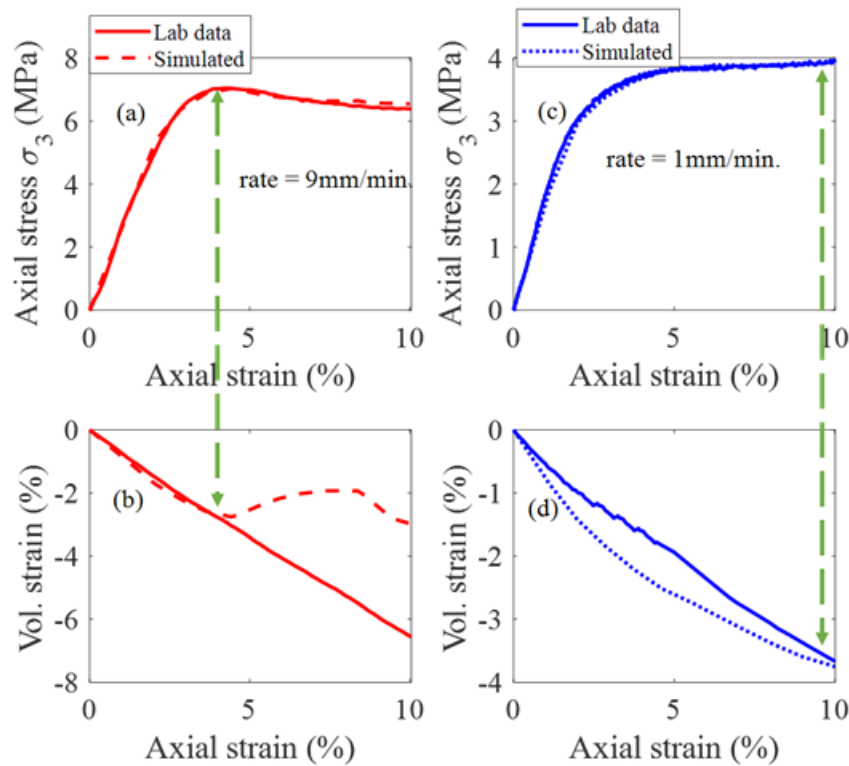 Lab data
Simulated
8
6
4
2
0
Axial stress σ3 (MPa)
(a)
rate = 9mm/min.
0 5 10
Axial strain (%)
Lab data
Simulated
4
3
2
1
0
Axial stress σ3 (MPa)
(c)
rate = 1mm/min.
0 5 10
Axial strain (%)
0
-2
-4
-6
-8
Vol. strain (%)
(b)
0 5 10
Axial strain (%)
0
-1
-2
-3
-4
Vol. strain (%)
(d)
0 5 10
Axial strain (%)